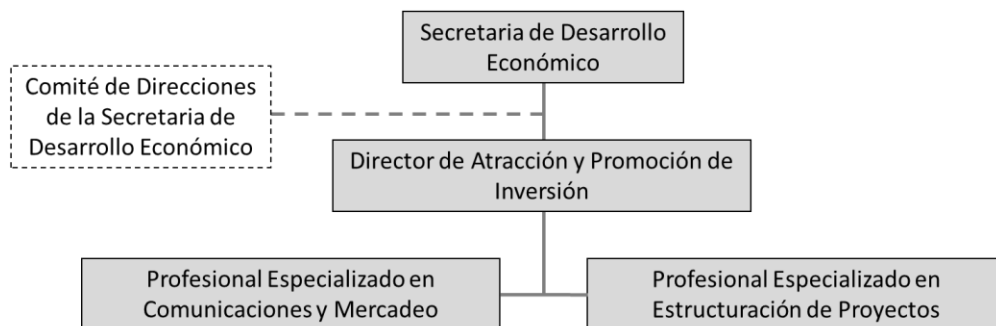 Secretaria de Desarrollo
Económico
Comité de Direcciones
de la Secretaria de
Desarrollo Económico
Director de Atracción y Promoción de
Inversión
Profesional Especializado en
Comunicaciones y Mercadeo
Profesional Especializado en
Estructuración de Proyectos